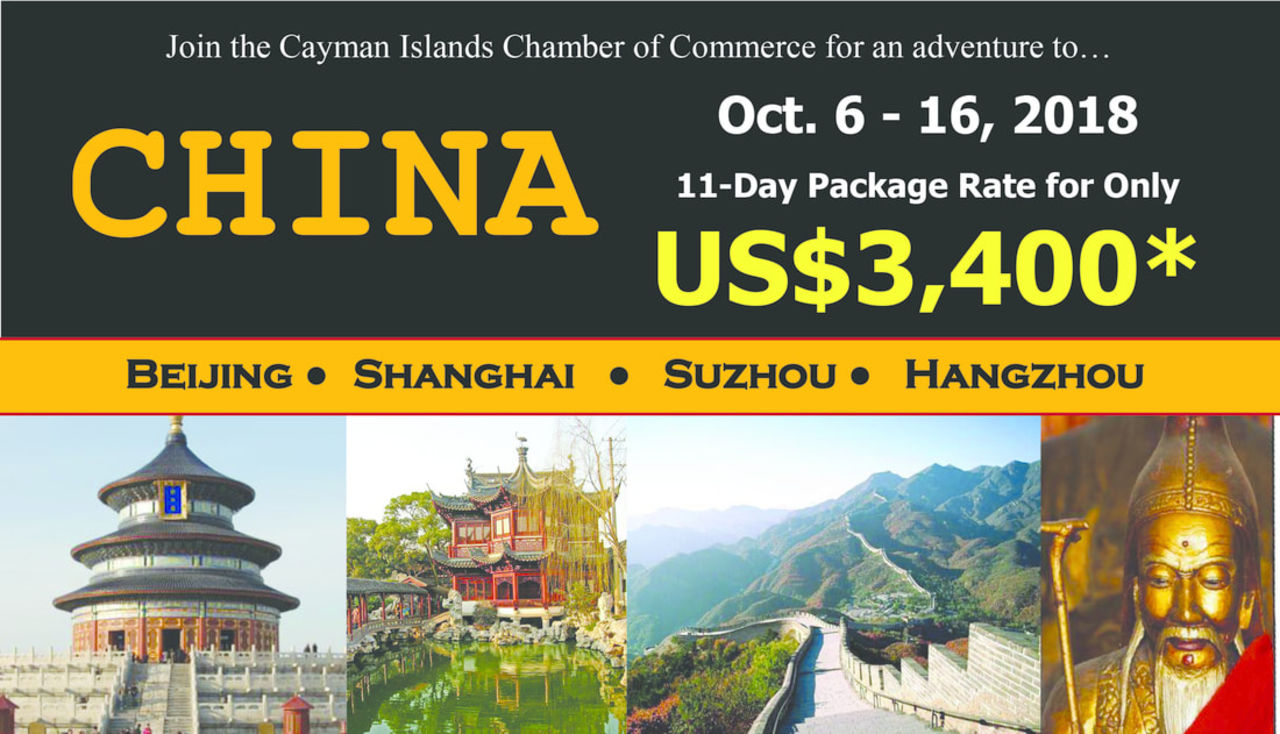 Join the Cayman Islands Chamber of Commerce for an adventure to…
CHINA
Oct. 6 - 16, 2018
11-Day Package Rate for Only
US$3,400*
BEIJING ● SHANGHAI ● SUZHOU ● HANGZHOU